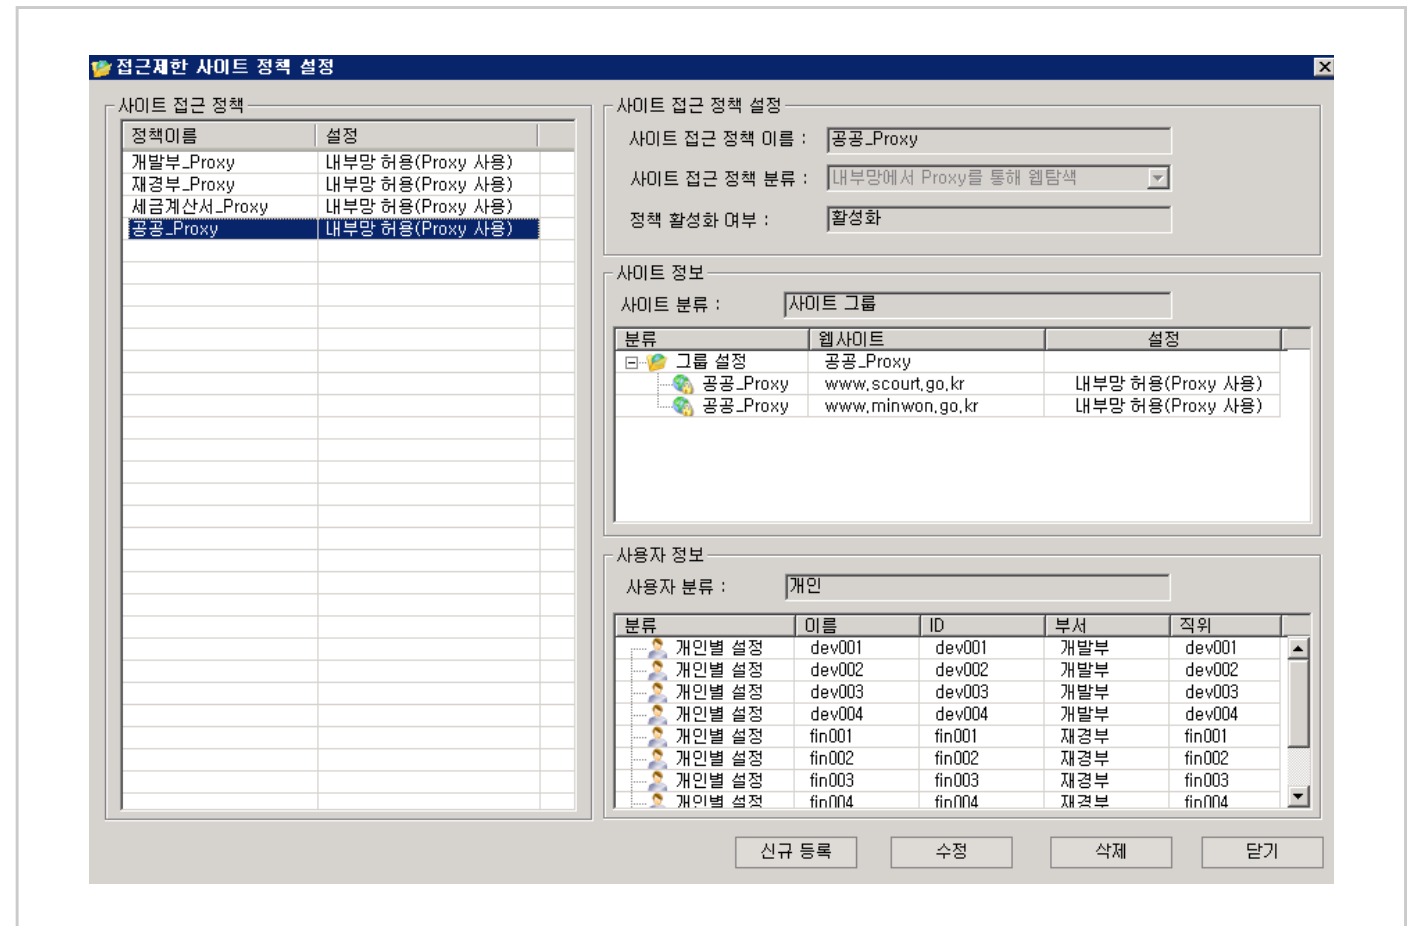 접근제한 사이트 정책 설정
사이트 접근 정책
정책이름 설정
개발부_Proxy 내부망 허용(Proxy 사용)
재경부_Proxy 내부망 허용(Proxy 사용)
세금계산서_Proxy 내부망 허용(Proxy 사용)
공공_Proxy 내부망 허용(Proxy 사용)
사이트 접근 정책 설정
사이트 접근 정책 이름 : 공공_Proxy
사이트 접근 정책 분류 : 내부망에서 Proxy를 통해 웹탐색
정책 활성화 여부 : 활성화
사이트 정보
사이트 분류 : 사이트 그룹
분류 웹사이트 설정
그룹 설정 공공_Proxy
공공_Proxy www.scourt.go.kr 내부망 허용(Proxy 사용)
공공_Proxy www.minwon.go.kr 내부망 허용(Proxy 사용)
사용자 정보
사용자 분류 : 개인
분류 이름 ID 부서 직위
개인별 설정 dev001 dev001 개발부 dev001
개인별 설정 dev002 dev002 개발부 dev002
개인별 설정 dev003 dev003 개발부 dev003
개인별 설정 dev004 dev004 개발부 dev004
개인별 설정 fin001 fin001 재경부 fin001
개인별 설정 fin002 fin002 재경부 fin002
개인별 설정 fin003 fin003 재경부 fin003
개인별 설정 fin004 fin004 재경부 fin004
신규 등록 수정 삭제 닫기